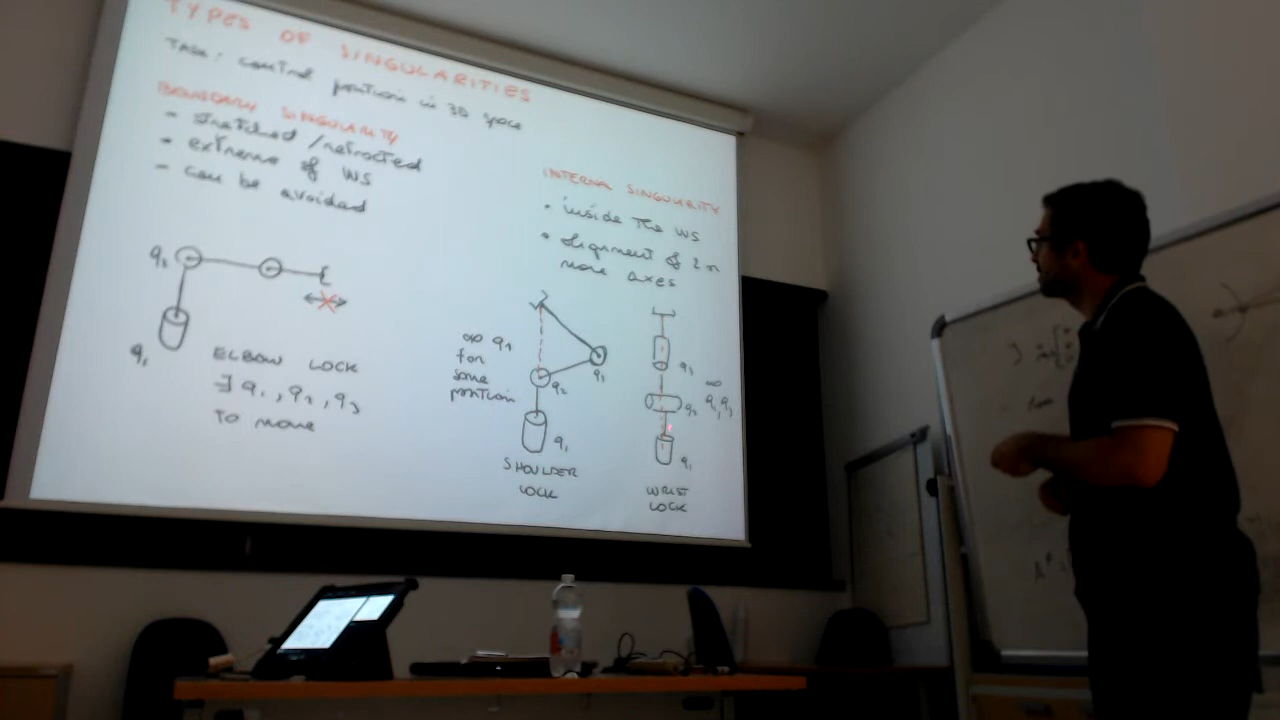 TYPES OF SINGULARITIES
TASK: control position in 3D space
BOUNDARY SINGULARITY
- stretched / retracted
• extreme of WS
- can be avoided
q2
q1
ELBOW LOCK
∄ q1, q2, q3
TO move
INTERNAL SINGULARITY
• inside the WS
• alignment of 2 or
more axes
∞ q1
for
some
position
q3
q2
q1
SHOULDER
LOCK
q3
∞
q1, q3
q2
q1
WRIST
LOCK